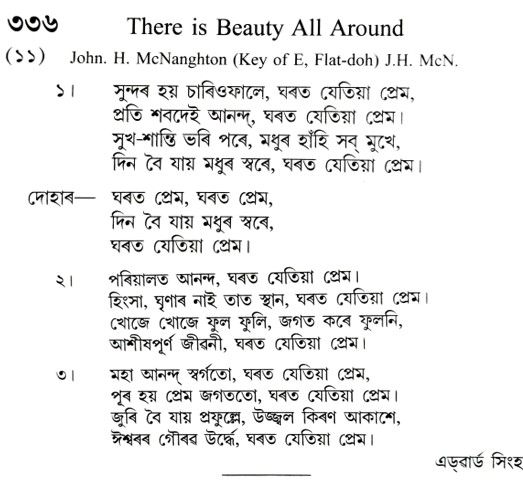 ৩৩৬ There is Beauty All Around
(১১) John. H. McNanghton (Key of E, Flat-doh) J.H. McN.
১। সুন্দৰ হয় চাৰিওফালে, ঘৰত যেতিয়া প্ৰেম,
প্ৰতি শবদেই আনন্দ্, ঘৰত যেতিয়া প্ৰেম।
সুখ-শান্তি ভৰি পৰে, মধুৰ হাঁহি সব্ মুখে,
দিন বৈ যায় মধুৰ স্বৰে, ঘৰত যেতিয়া প্ৰেম।
দোহাৰ— ঘৰত প্ৰেম, ঘৰত প্ৰেম,
দিন বৈ যায় মধুৰ স্বৰে,
ঘৰত যেতিয়া প্ৰেম।
২। পৰিয়ালত আনন্দ, ঘৰত যেতিয়া প্ৰেম।
হিংসা, ঘৃণাৰ নাই তাত স্থান, ঘৰত যেতিয়া প্ৰেম।
খোজে খোজে ফুল ফুলি, জগত কৰে ফুলনি,
আশীষপূৰ্ণ জীৱনী, ঘৰত যেতিয়া প্ৰেম।
৩। মহা আনন্দ্ স্বৰ্গতো, ঘৰত যেতিয়া প্ৰেম,
পূৰ হয় প্ৰেম জগততো, ঘৰত যেতিয়া প্ৰেম।
জুৰি বৈ যায় প্ৰফুল্লে, উজ্জ্বল কিৰণ আকাশে,
ঈশ্বৰৰ গৌৰৱ উৰ্দ্ধে, ঘৰত যেতিয়া প্ৰেম।
এড্‌ৱাৰ্ড সিংহ